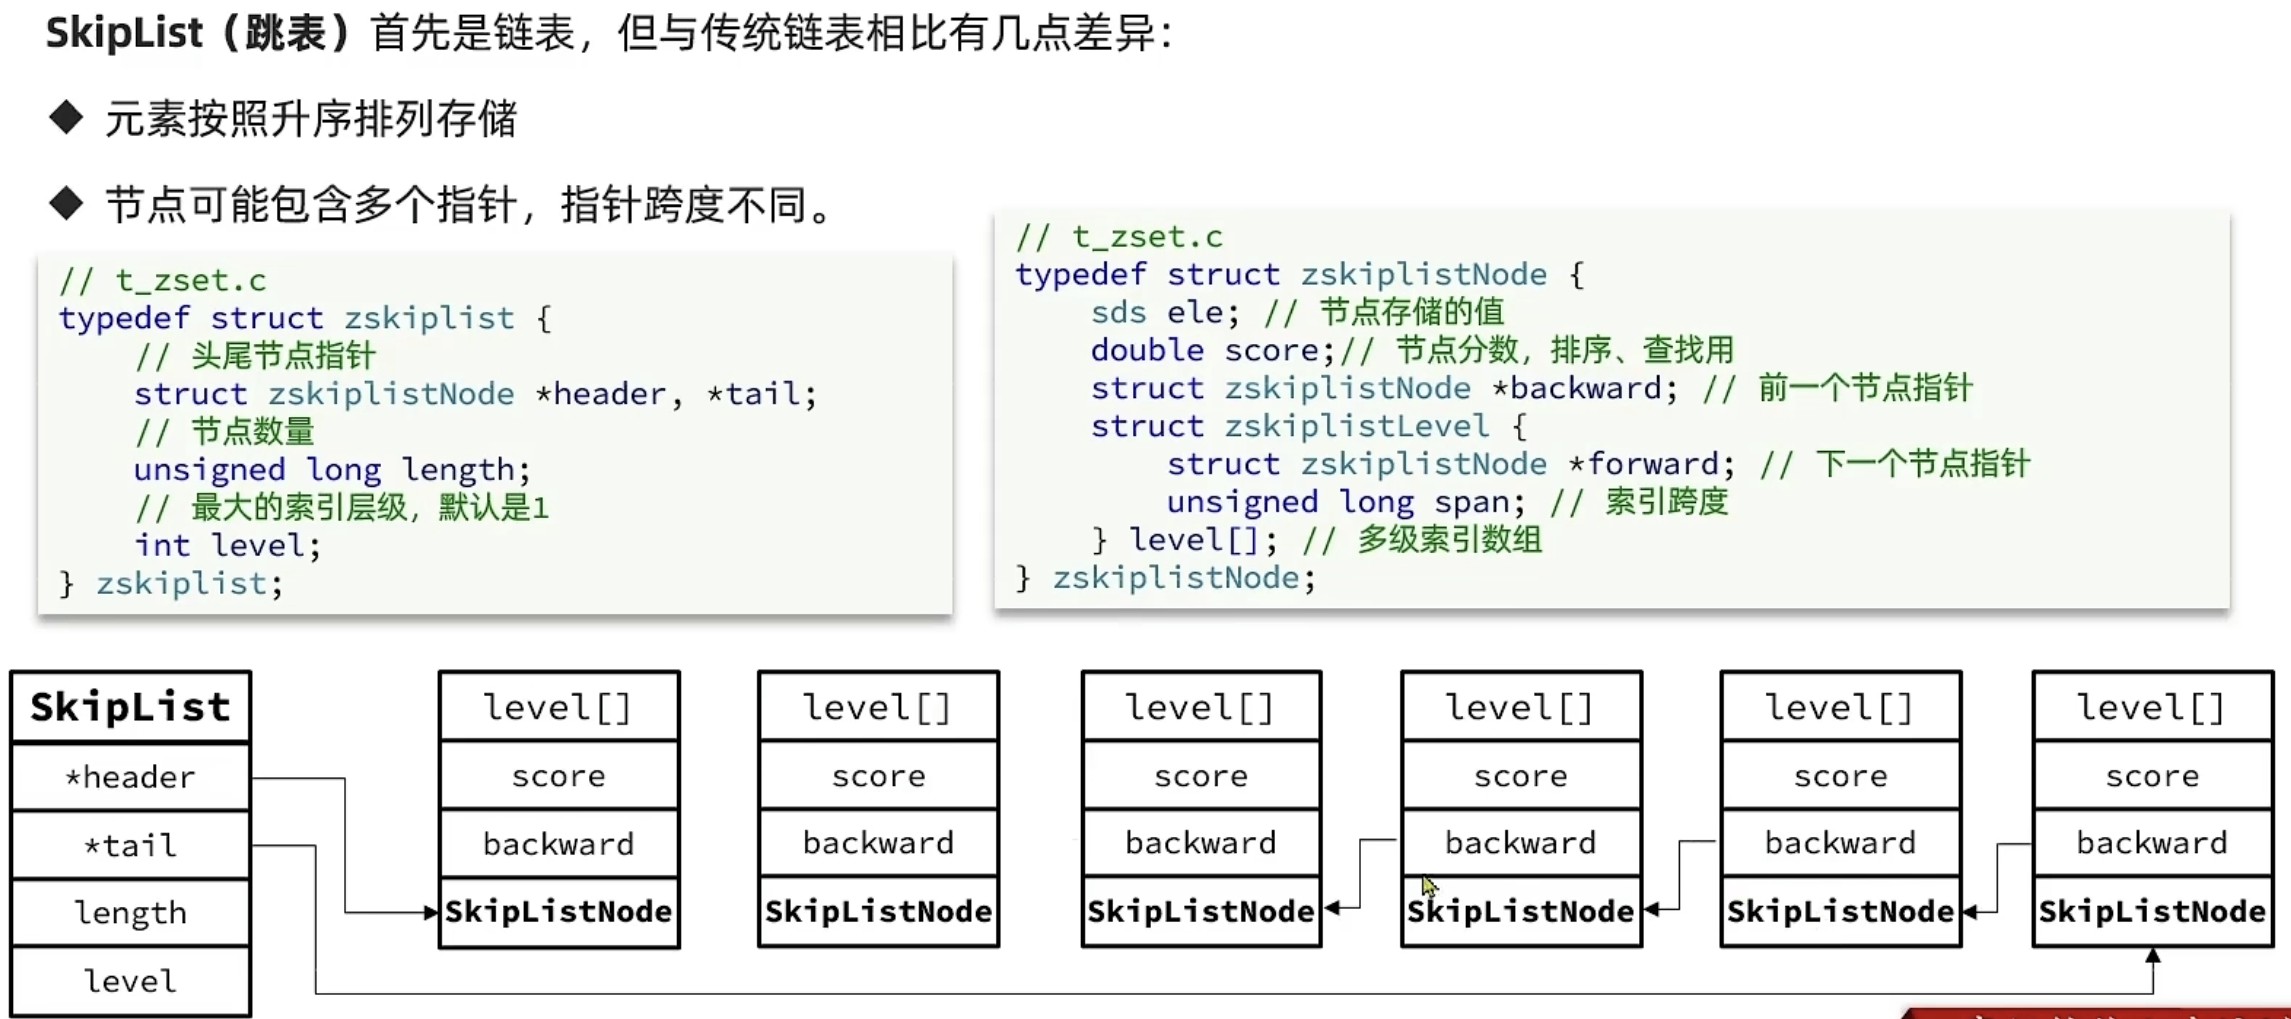 SkipList（跳表）首先是链表，但与传统链表相比有几点差异：
◆ 元素按照升序排列存储
◆ 节点可能包含多个指针，指针跨度不同。
// t_zset.c
typedef struct zskiplist {
// 头尾节点指针
struct zskiplistNode *header, *tail;
// 节点数量
unsigned long length;
// 最大的索引层级，默认是1
int level;
} zskiplist;
// t_zset.c
typedef struct zskiplistNode {
sds ele; // 节点存储的值
double score;// 节点分数，排序、查找用
struct zskiplistNode *backward; // 前一个节点指针
struct zskiplistLevel {
struct zskiplistNode *forward; // 下一个节点指针
unsigned long span; // 索引跨度
} level[]; // 多级索引数组
} zskiplistNode;
SkipList
*header
*tail
length
level
level[]
score
backward
SkipListNode
level[]
score
backward
SkipListNode
level[]
score
backward
SkipListNode
level[]
score
backward
SkipListNode
level[]
score
backward
SkipListNode
level[]
score
backward
SkipListNode